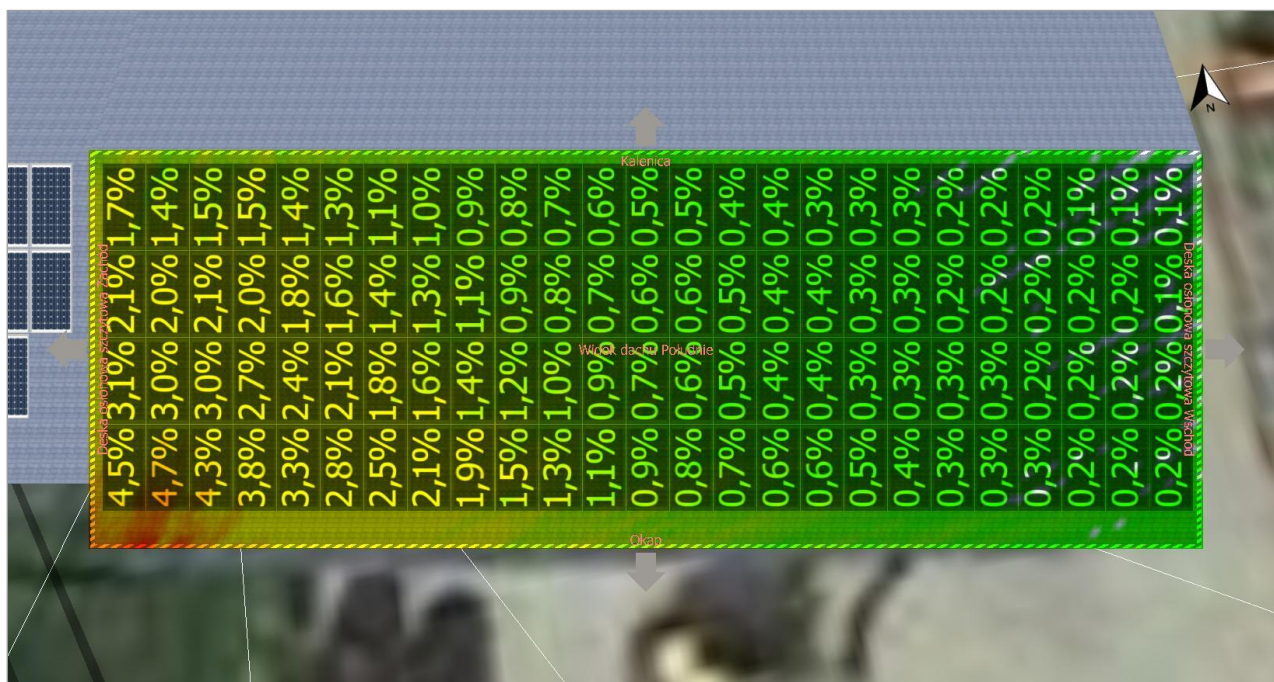 N
Kalenica
1,7% 1,4% 1,5% 1,5% 1,4% 1,3% 1,1% 1,0% 0,9% 0,8% 0,7% 0,6% 0,5% 0,5% 0,4% 0,4% 0,3% 0,3% 0,3% 0,2% 0,2% 0,2% 0,1% 0,1% 0,1%
2,1% 2,0% 2,1% 2,0% 1,8% 1,6% 1,4% 1,3% 1,1% 0,9% 0,8% 0,7% 0,6% 0,6% 0,5% 0,4% 0,4% 0,3% 0,3% 0,2% 0,2% 0,2% 0,2% 0,2% 0,1%
Deska osłonowa szczytowa Zachód
Widok dachu Południe
Deska osłonowa szczytowa Wschód
3,1% 3,0% 3,0% 2,7% 2,4% 2,1% 1,8% 1,6% 1,4% 1,2% 1,0% 0,9% 0,7% 0,6% 0,5% 0,4% 0,4% 0,3% 0,3% 0,3% 0,3% 0,2% 0,2% 0,2% 0,2%
4,5% 4,7% 4,3% 3,8% 3,3% 2,8% 2,5% 2,1% 1,9% 1,5% 1,3% 1,1% 0,9% 0,8% 0,7% 0,6% 0,6% 0,5% 0,4% 0,3% 0,3% 0,3% 0,2% 0,2% 0,2%
Okap